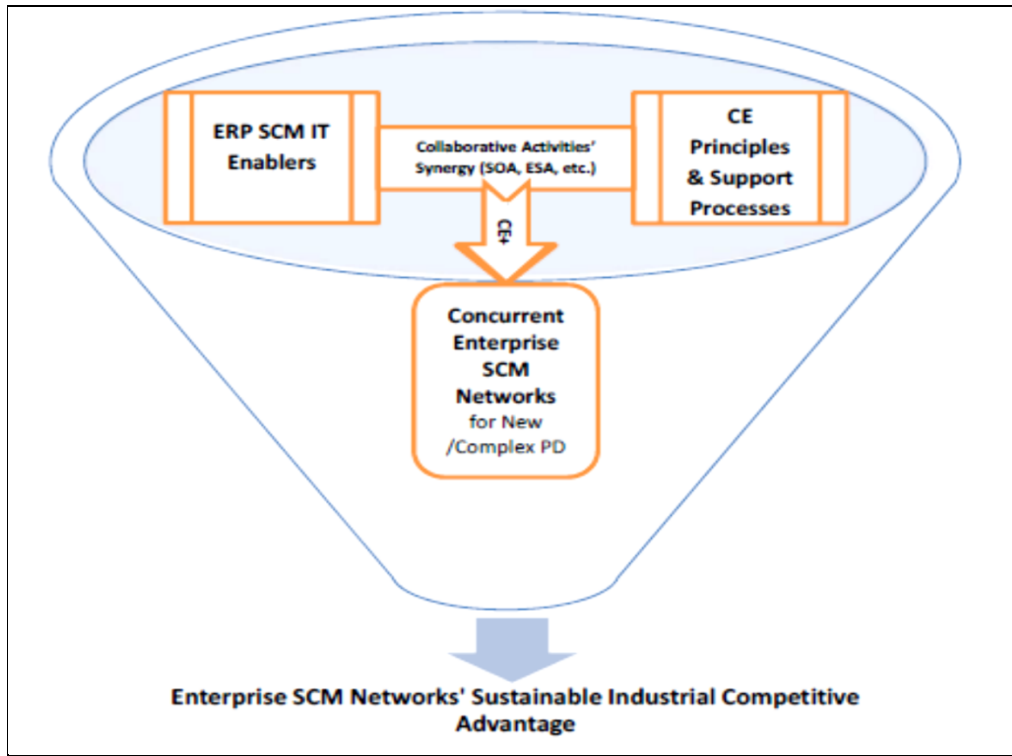 ERP SCM IT
Enablers
Collaborative Activities'
Synergy (SOA, ESA, etc.)
CE
Principles
& Support
Processes
CE+
Concurrent
Enterprise
SCM
Networks
for New
/Complex PD
Enterprise SCM Networks' Sustainable Industrial Competitive
Advantage